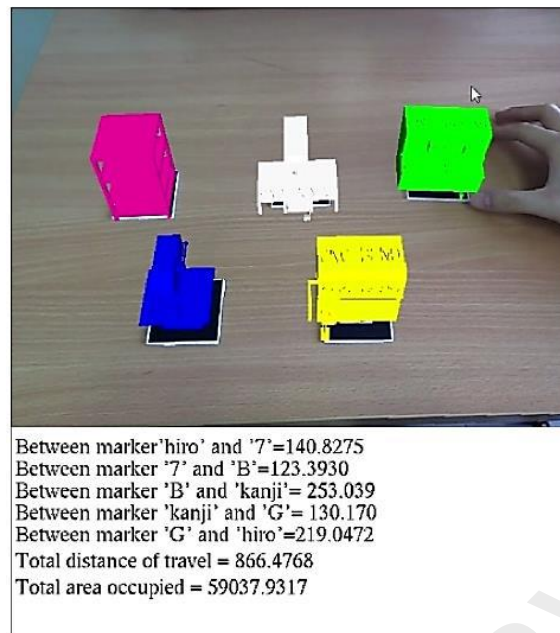 Between marker'hiro' and '7'=140.8275
Between marker '7' and 'B'=123.3930
Between marker 'B' and 'kanji'= 253.039
Between marker 'kanji' and 'G'= 130.170
Between marker 'G' and 'hiro'=219.0472
Total distance of travel = 866.4768
Total area occupied = 59037.9317